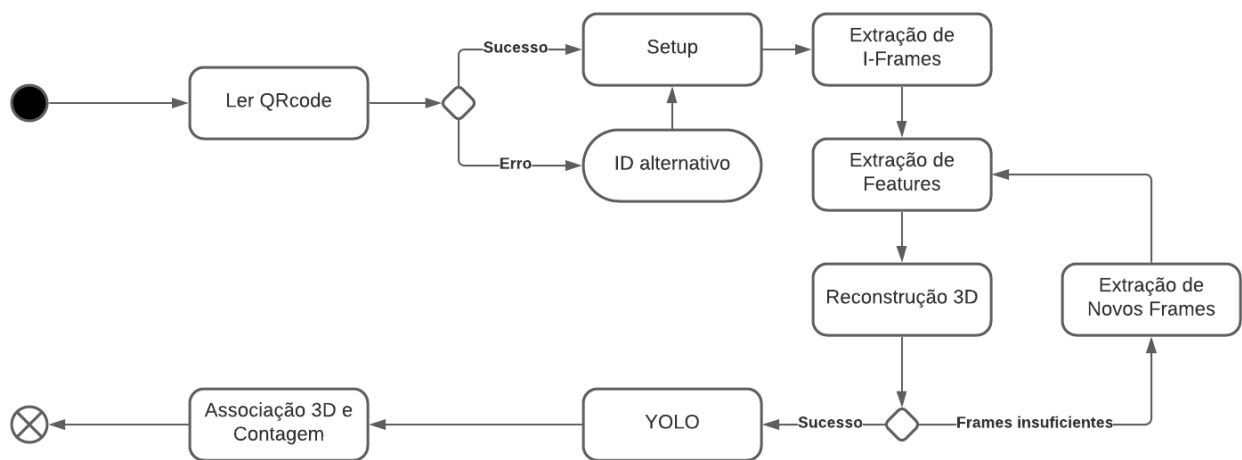 Ler QRcode
Sucesso
Erro
Setup
ID alternativo
Extração de
I-Frames
Extração de
Features
Reconstrução 3D
Extração de
Novos Frames
Frames insuficientes
Sucesso
YOLO
Associação 3D e
Contagem